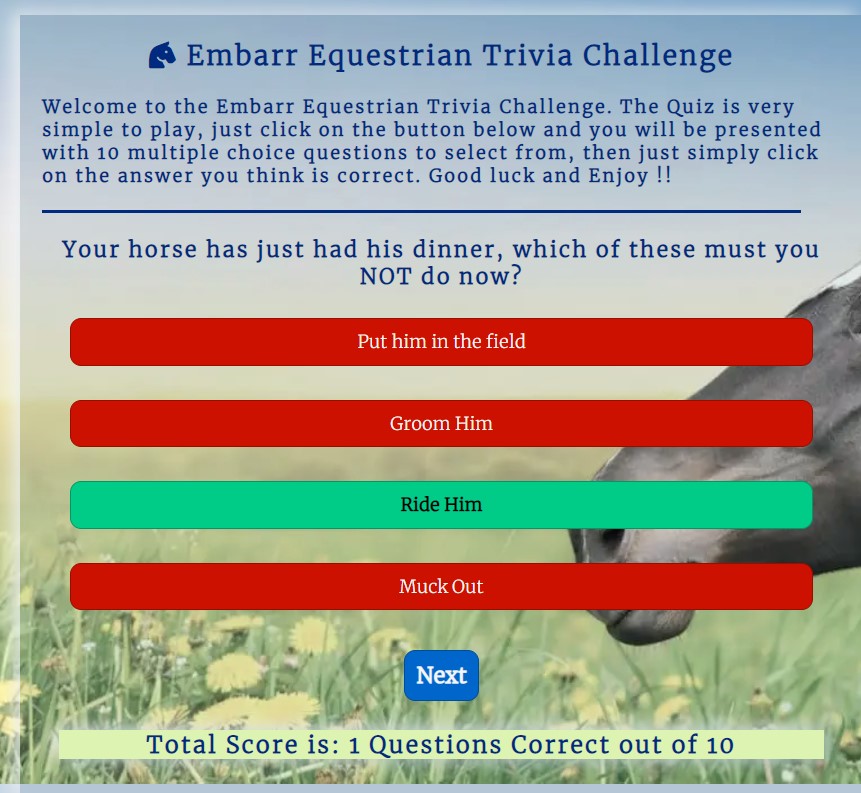 Embarr Equestrian Trivia Challenge
Welcome to the Embarr Equestrian Trivia Challenge. The Quiz is very
simple to play, just click on the button below and you will be presented
with 10 multiple choice questions to select from, then just simply click
on the answer you think is correct. Good luck and Enjoy !!
Your horse has just had his dinner, which of these must you
NOT do now?
Put him in the field
Groom Him
Ride Him
Muck Out
Next
Total Score is: 1 Questions Correct out of 10